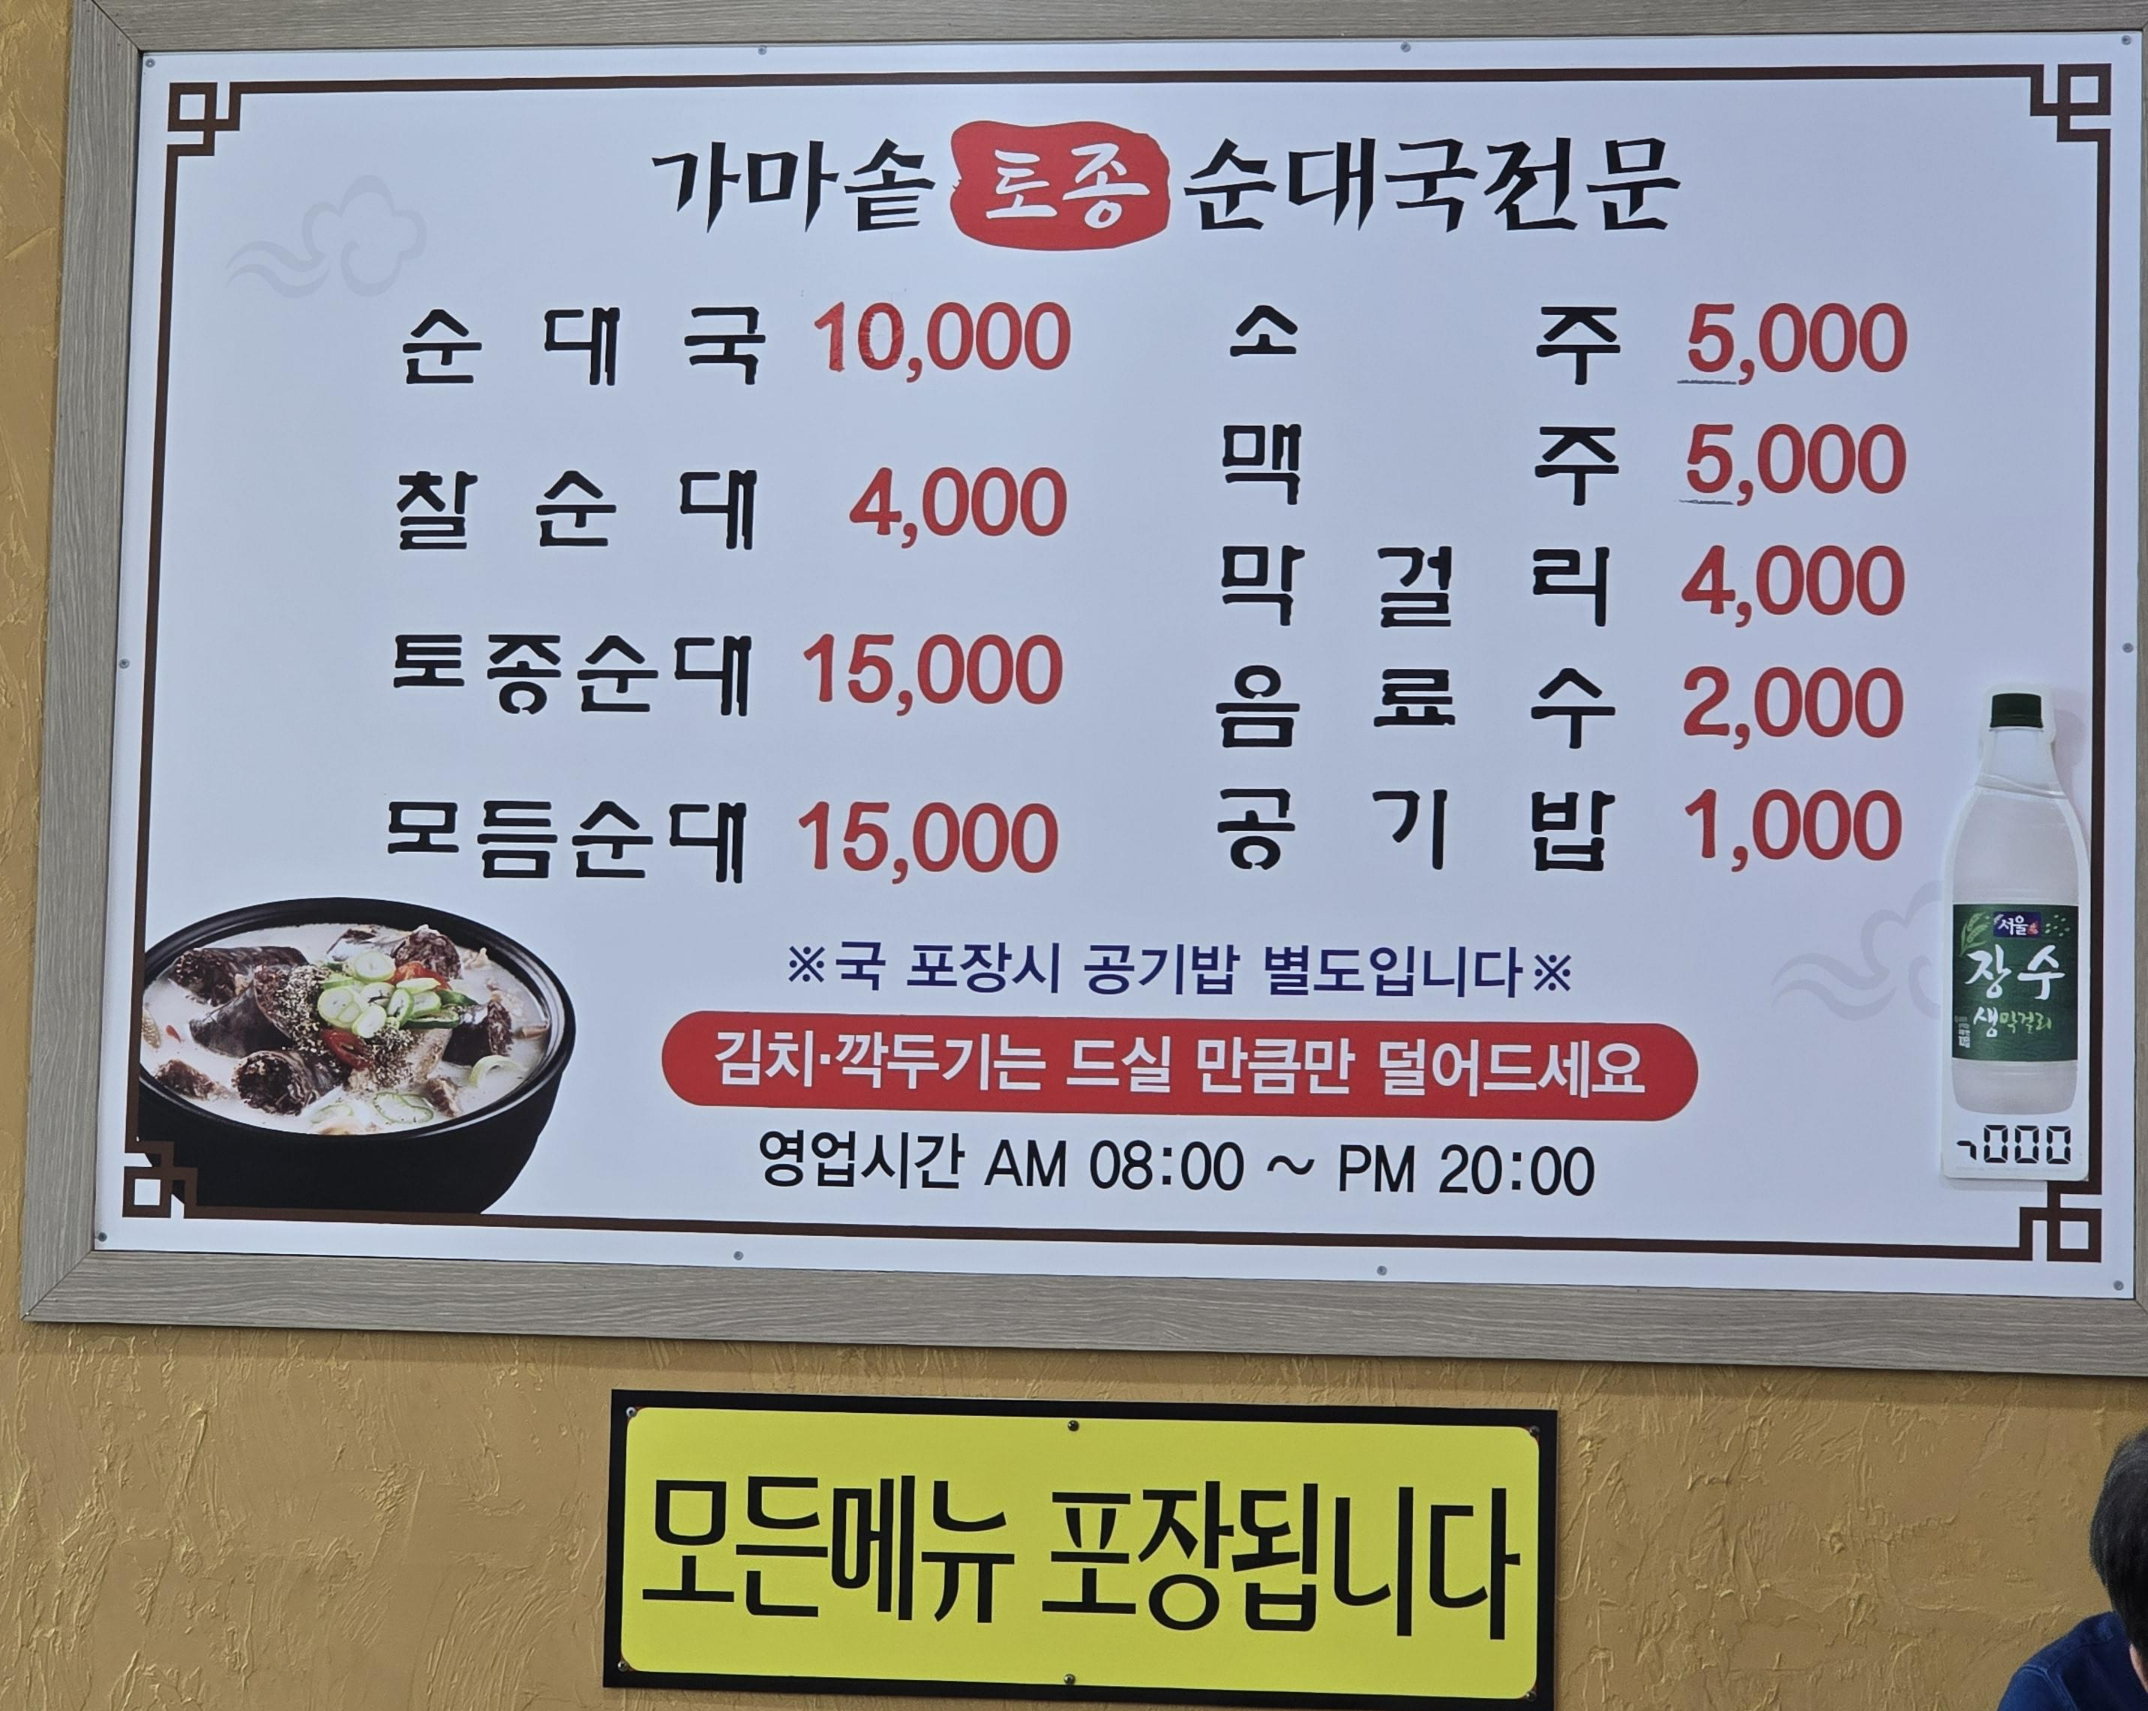 가마솥 토종 순대국전문
순대국 10,000
찰순대 4,000
토종순대 15,000
모듬순대 15,000
소주 5,000
맥주 5,000
막걸리 4,000
음료수 2,000
공기밥 1,000
※국 포장시 공기밥 별도입니다※
김치·깍두기는 드실 만큼만 덜어드세요
영업시간 AM 08:00 ~ PM 20:00
서울
장수
생막걸리
000
모든메뉴 포장됩니다